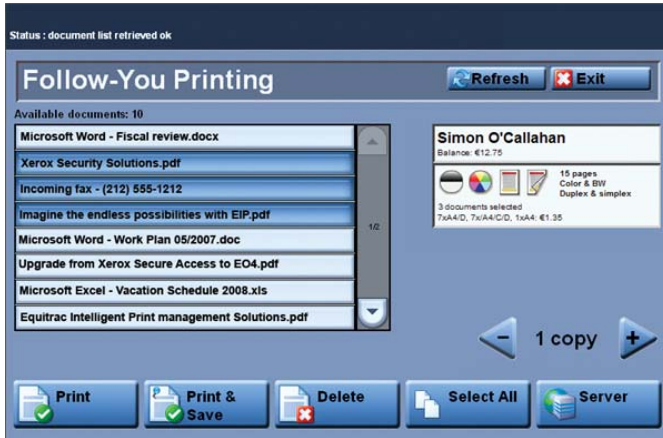 Status : document list retrieved ok
Follow-You Printing
Refresh
Exit
Available documents: 10
Microsoft Word - Fiscal review.docx
Xerox Security Solutions.pdf
Incoming fax - (212) 555-1212
Imagine the endless possibilities with EIP.pdf
Microsoft Word - Work Plan 05/2007.doc
Upgrade from Xerox Secure Access to EO4.pdf
Microsoft Excel - Vacation Schedule 2008.xls
Equitrac Intelligent Print management Solutions.pdf
1/2
Simon O'Callahan
Balance: €12.75
15 pages
Color & BW
Duplex & simplex
3 documents selected
7xA4/D, 7x/A4/C/D, 1xA4: €1.35
1 copy
Print
Print &
Save
Delete
Select All
Server